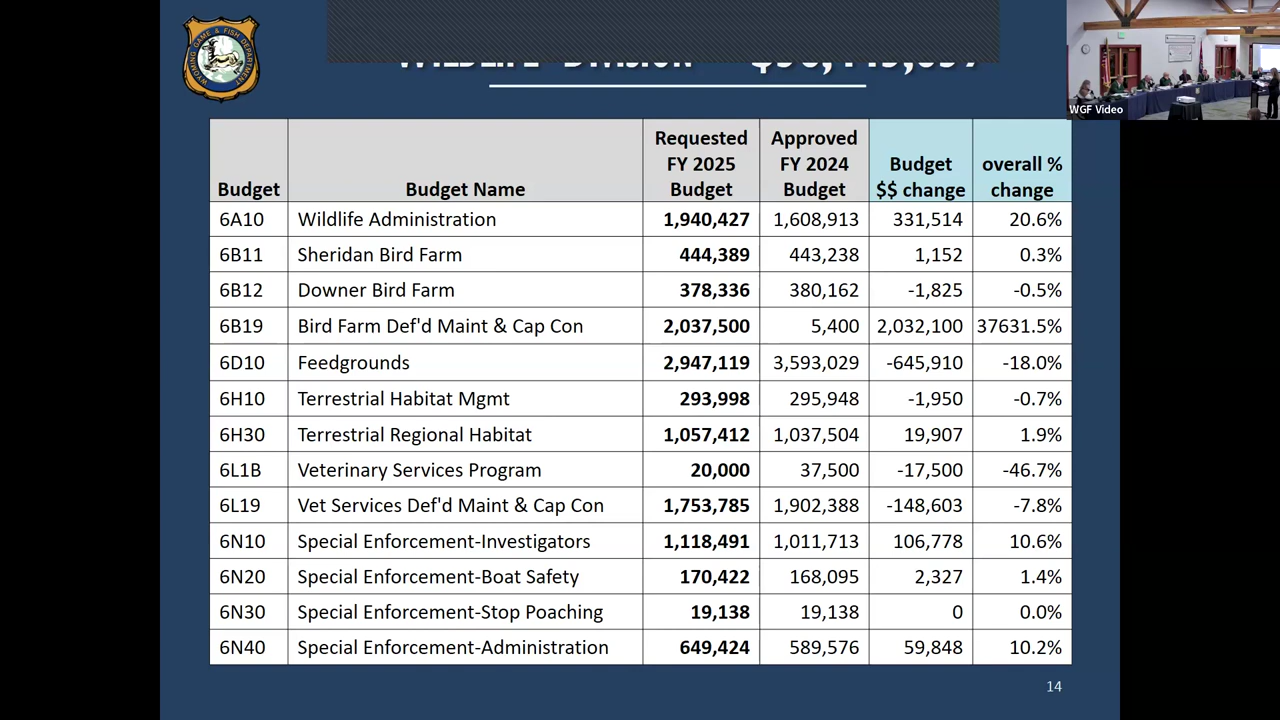 WYOMING GAME & FISH DEPARTMENT
WILDLIFE DIVISION
WGF Video
Budget Budget Name Requested FY 2025 Budget Approved FY 2024 Budget Budget $$ change overall % change
6A10 Wildlife Administration 1,940,427 1,608,913 331,514 20.6%
6B11 Sheridan Bird Farm 444,389 443,238 1,152 0.3%
6B12 Downer Bird Farm 378,336 380,162 -1,825 -0.5%
6B19 Bird Farm Def'd Maint & Cap Con 2,037,500 5,400 2,032,100 37631.5%
6D10 Feedgrounds 2,947,119 3,593,029 -645,910 -18.0%
6H10 Terrestrial Habitat Mgmt 293,998 295,948 -1,950 -0.7%
6H30 Terrestrial Regional Habitat 1,057,412 1,037,504 19,907 1.9%
6L1B Veterinary Services Program 20,000 37,500 -17,500 -46.7%
6L19 Vet Services Def'd Maint & Cap Con 1,753,785 1,902,388 -148,603 -7.8%
6N10 Special Enforcement-Investigators 1,118,491 1,011,713 106,778 10.6%
6N20 Special Enforcement-Boat Safety 170,422 168,095 2,327 1.4%
6N30 Special Enforcement-Stop Poaching 19,138 19,138 0 0.0%
6N40 Special Enforcement-Administration 649,424 589,576 59,848 10.2%
14